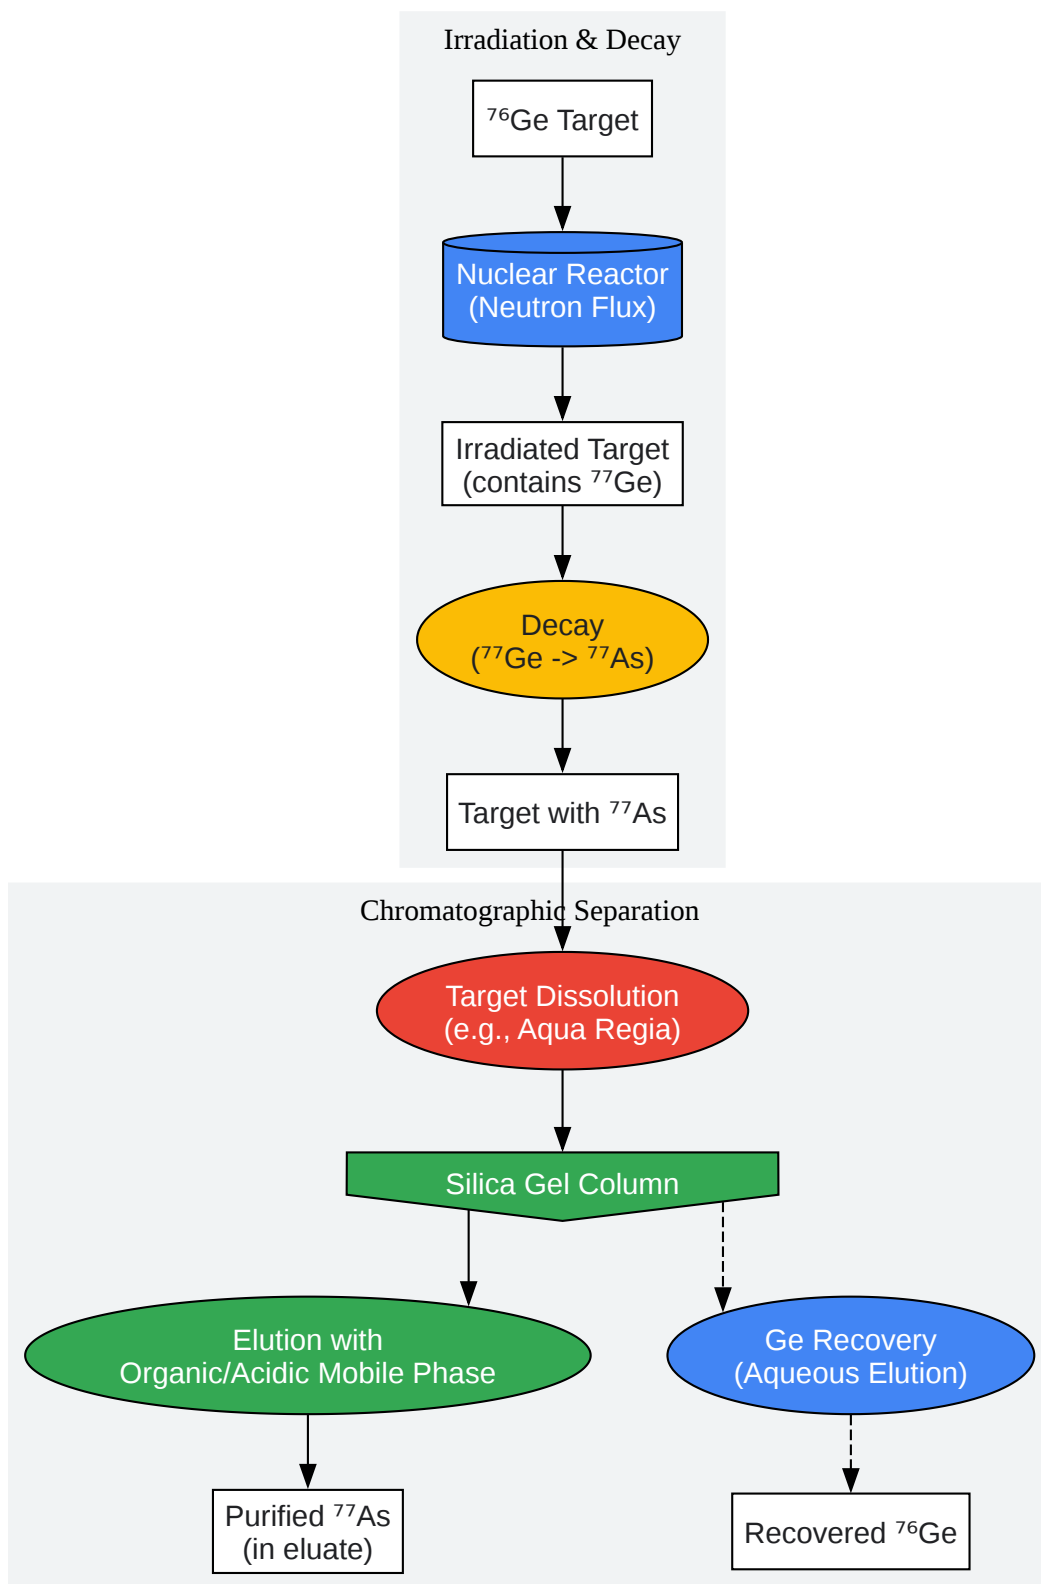 Irradiation & Decay
⁷⁶Ge Target
Nuclear Reactor
(Neutron Flux)
Irradiated Target
(contains ⁷⁷Ge)
Decay
(⁷⁷Ge -> ⁷⁷As)
Target with ⁷⁷As
Chromatographic Separation
Target Dissolution
(e.g., Aqua Regia)
Silica Gel Column
Elution with
Organic/Acidic Mobile Phase
Ge Recovery
(Aqueous Elution)
Purified ⁷⁷As
(in eluate)
Recovered ⁷⁶Ge